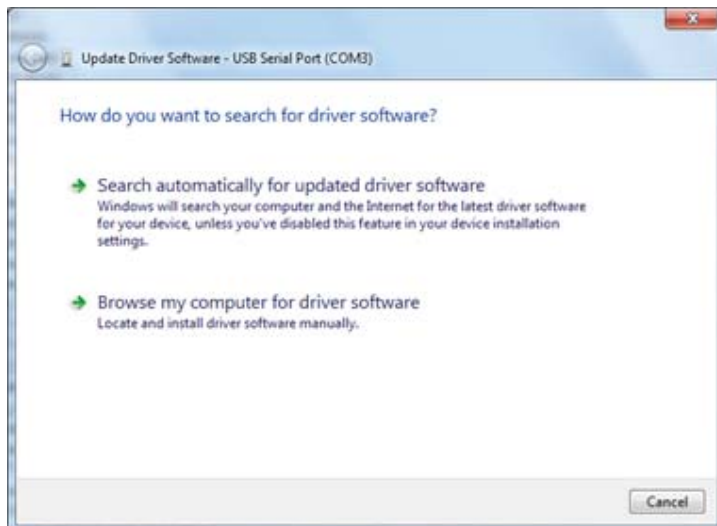 Update Driver Software - USB Serial Port (COM3)
How do you want to search for driver software?
Search automatically for updated driver software
Windows will search your computer and the Internet for the latest driver software
for your device, unless you've disabled this feature in your device installation
settings.
Browse my computer for driver software
Locate and install driver software manually.
Cancel